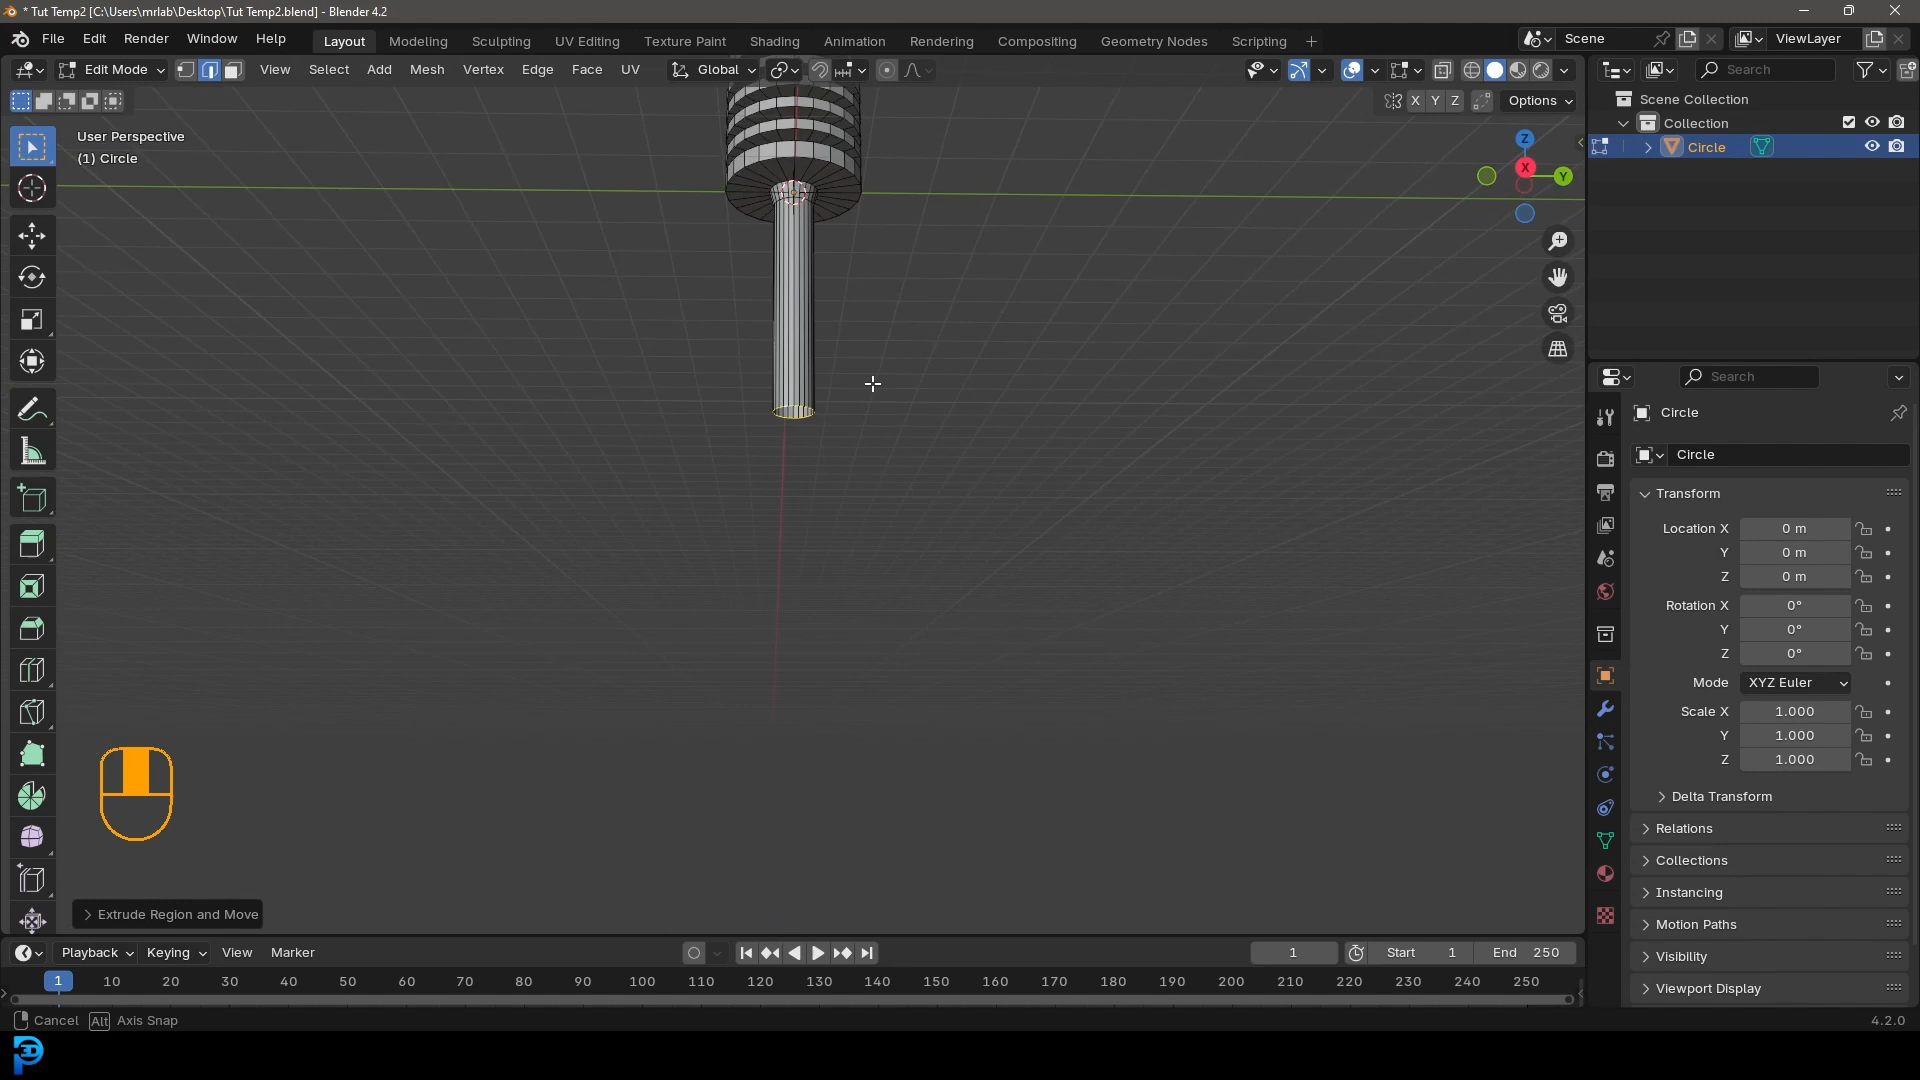 * Tut Temp2 [C:\Users\mrlab\Desktop\Tut Temp2.blend] - Blender 4.2
File Edit Render Window Help Layout Modeling Sculpting UV Editing Texture Paint Shading Animation Rendering Compositing Geometry Nodes Scripting + Scene ViewLayer
Edit Mode View Select Add Mesh Vertex Edge Face UV Global Search
X Y Z Options
User Perspective
(1) Circle
Z
X
Y
Scene Collection
Collection
Circle
Search
Circle
Circle
Transform
Location X 0 m
Y 0 m
Z 0 m
Rotation X 0°
Y 0°
Z 0°
Mode XYZ Euler
Scale X 1.000
Y 1.000
Z 1.000
Delta Transform
Relations
Collections
Instancing
Motion Paths
Visibility
Viewport Display
Extrude Region and Move
Playback Keying View Marker 1 Start 1 End 250
1 10 20 30 40 50 60 70 80 90 100 110 120 130 140 150 160 170 180 190 200 210 220 230 240 250
Cancel Alt Axis Snap 4.2.0